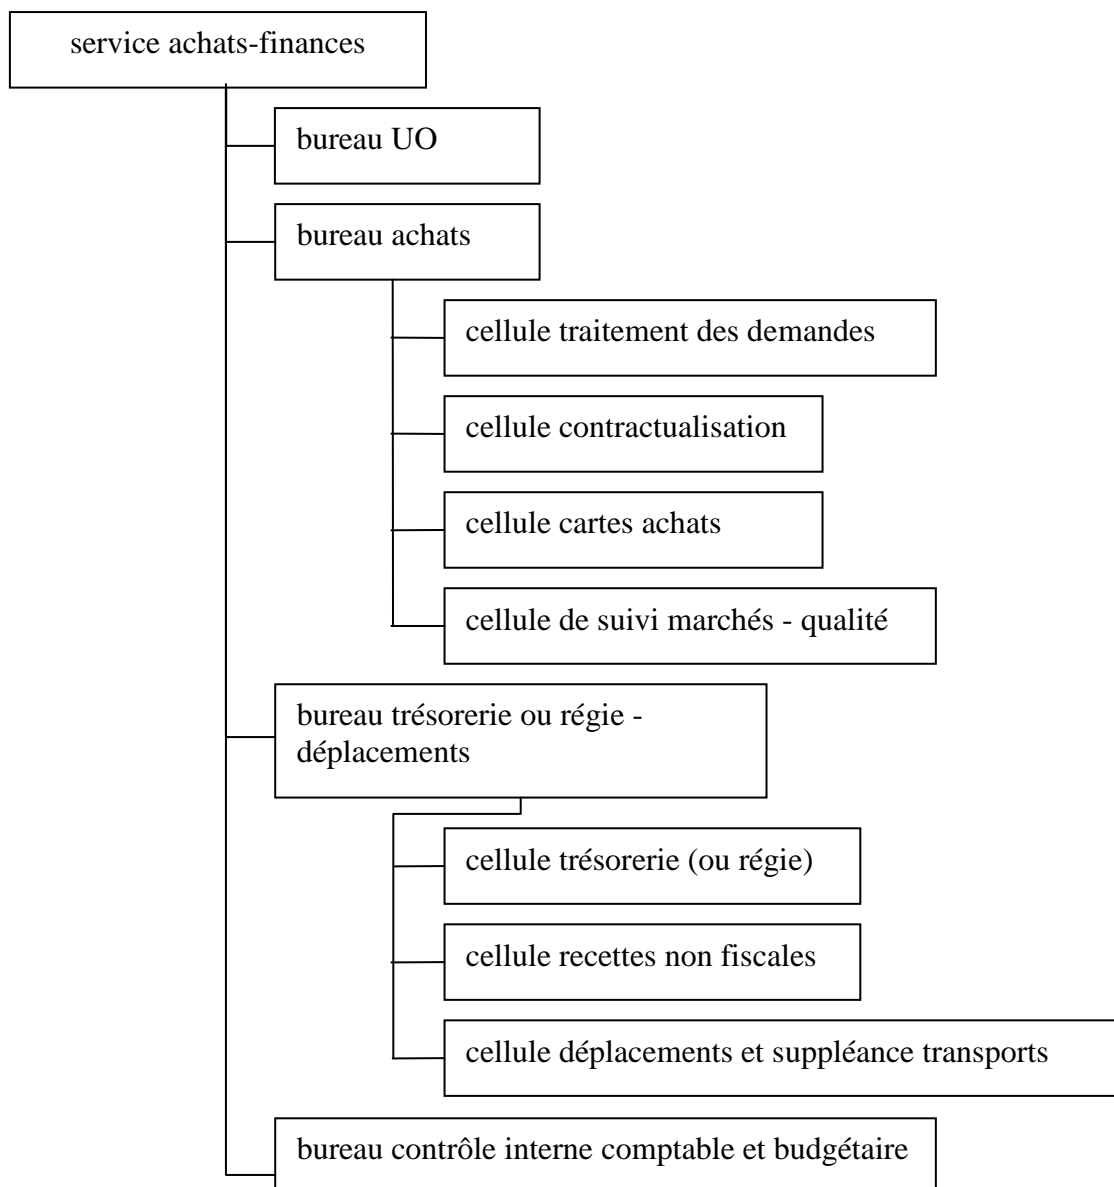 service achats-finances
bureau UO
bureau achats
cellule traitement des demandes
cellule contractualisation
cellule cartes achats
cellule de suivi marchés - qualité
bureau trésorerie ou régie -
déplacements
cellule trésorerie (ou régie)
cellule recettes non fiscales
cellule déplacements et suppléance transports
bureau contrôle interne comptable et budgétaire